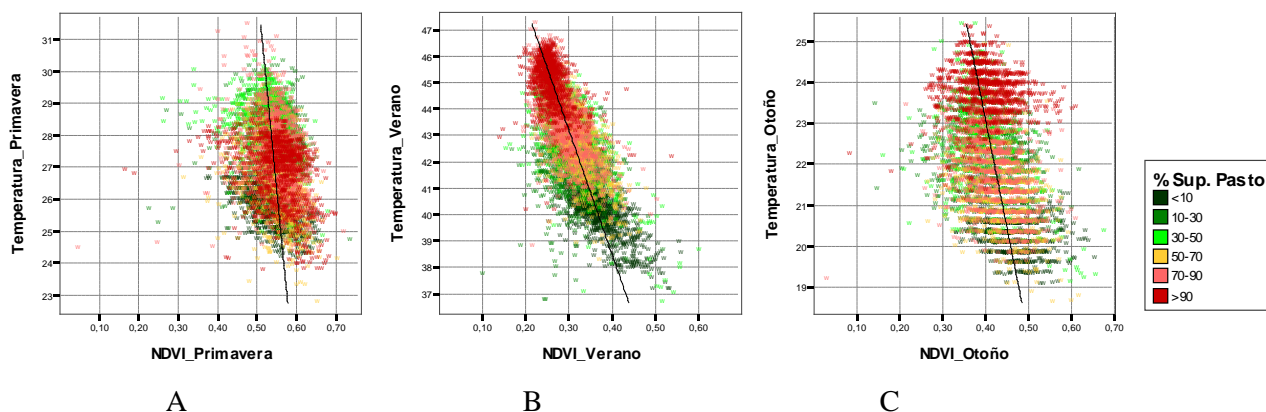 Temperatura_Primavera
31
30
29
28
27
26
25
24
23
0,10 0,20 0,30 0,40 0,50 0,60 0,70
NDVI_Primavera
A
Temperatura_Verano
47
46
45
44
43
42
41
40
39
38
37
0,10 0,20 0,30 0,40 0,50 0,60
NDVI_Verano
B
Temperatura_Otoño
25
24
23
22
21
20
19
0,10 0,20 0,30 0,40 0,50 0,60 0,70
NDVI_Otoño
C
% Sup. Pasto
<10
10-30
30-50
50-70
70-90
>90